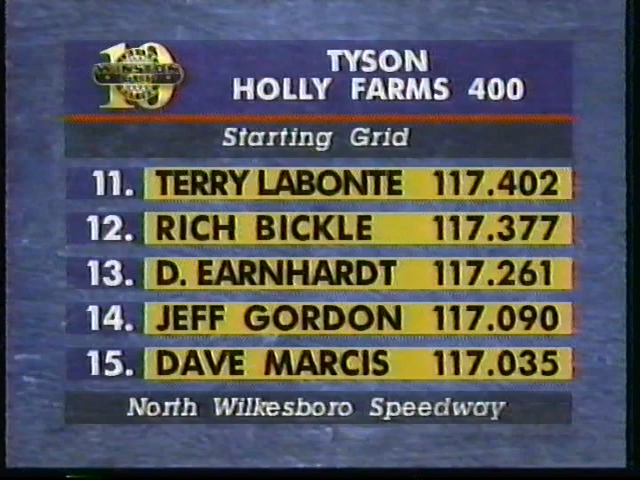 TYSON
HOLLY FARMS 400
Starting Grid
11. TERRY LABONTE 117.402
12. RICH BICKLE 117.377
13. D. EARNHARDT 117.261
14. JEFF GORDON 117.090
15. DAVE MARCIS 117.035
North Wilkesboro Speedway